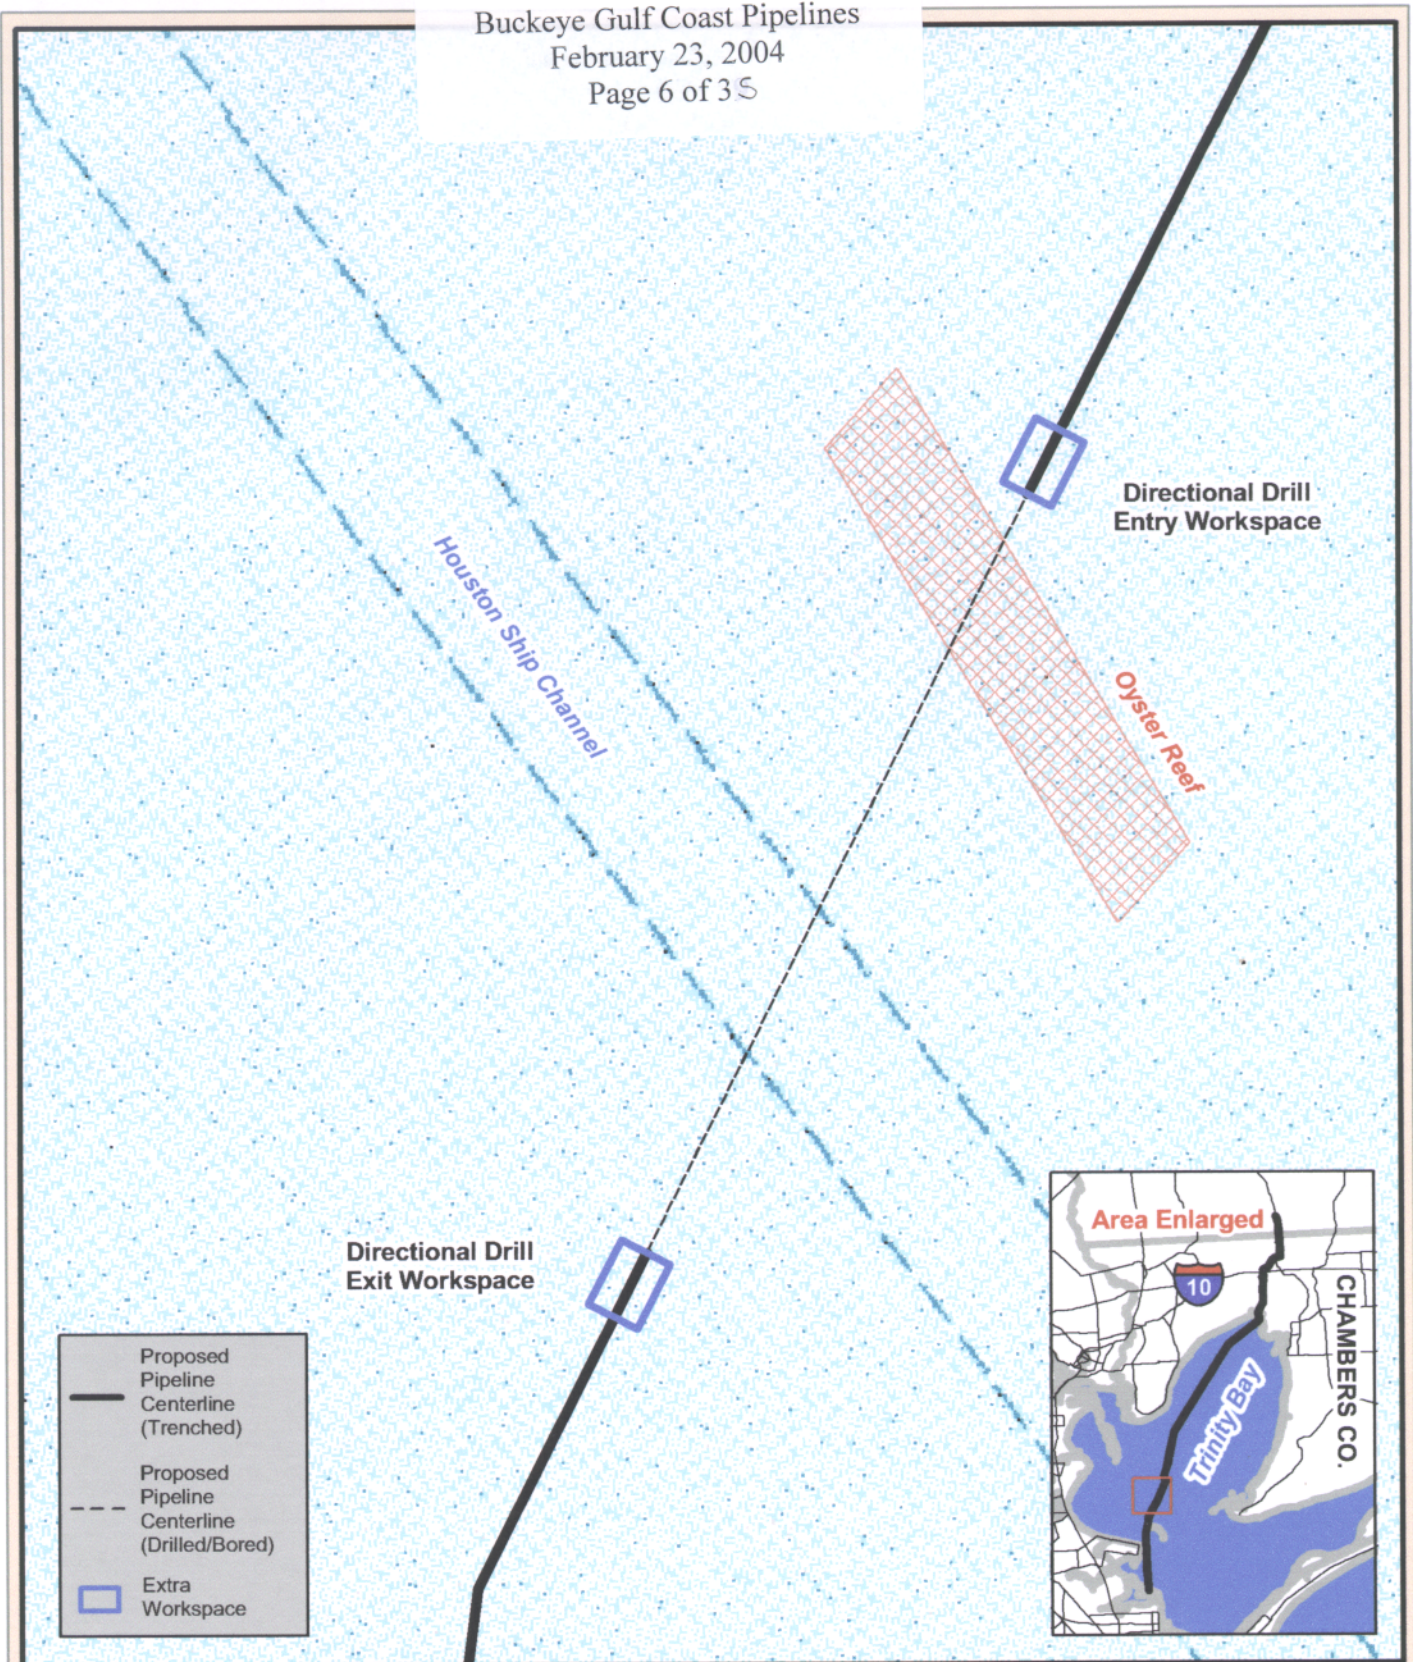 Buckeye Gulf Coast Pipelines
February 23, 2004
Page 6 of 35
Directional Drill
Entry Workspace
Houston Ship Channel
Oyster Reef
Directional Drill
Exit Workspace
Proposed
Pipeline
Centerline
(Trenched)
Proposed
Pipeline
Centerline
(Drilled/Bored)
Extra
Workspace
Area Enlarged
10
CHAMBERS CO.
Trinity Bay